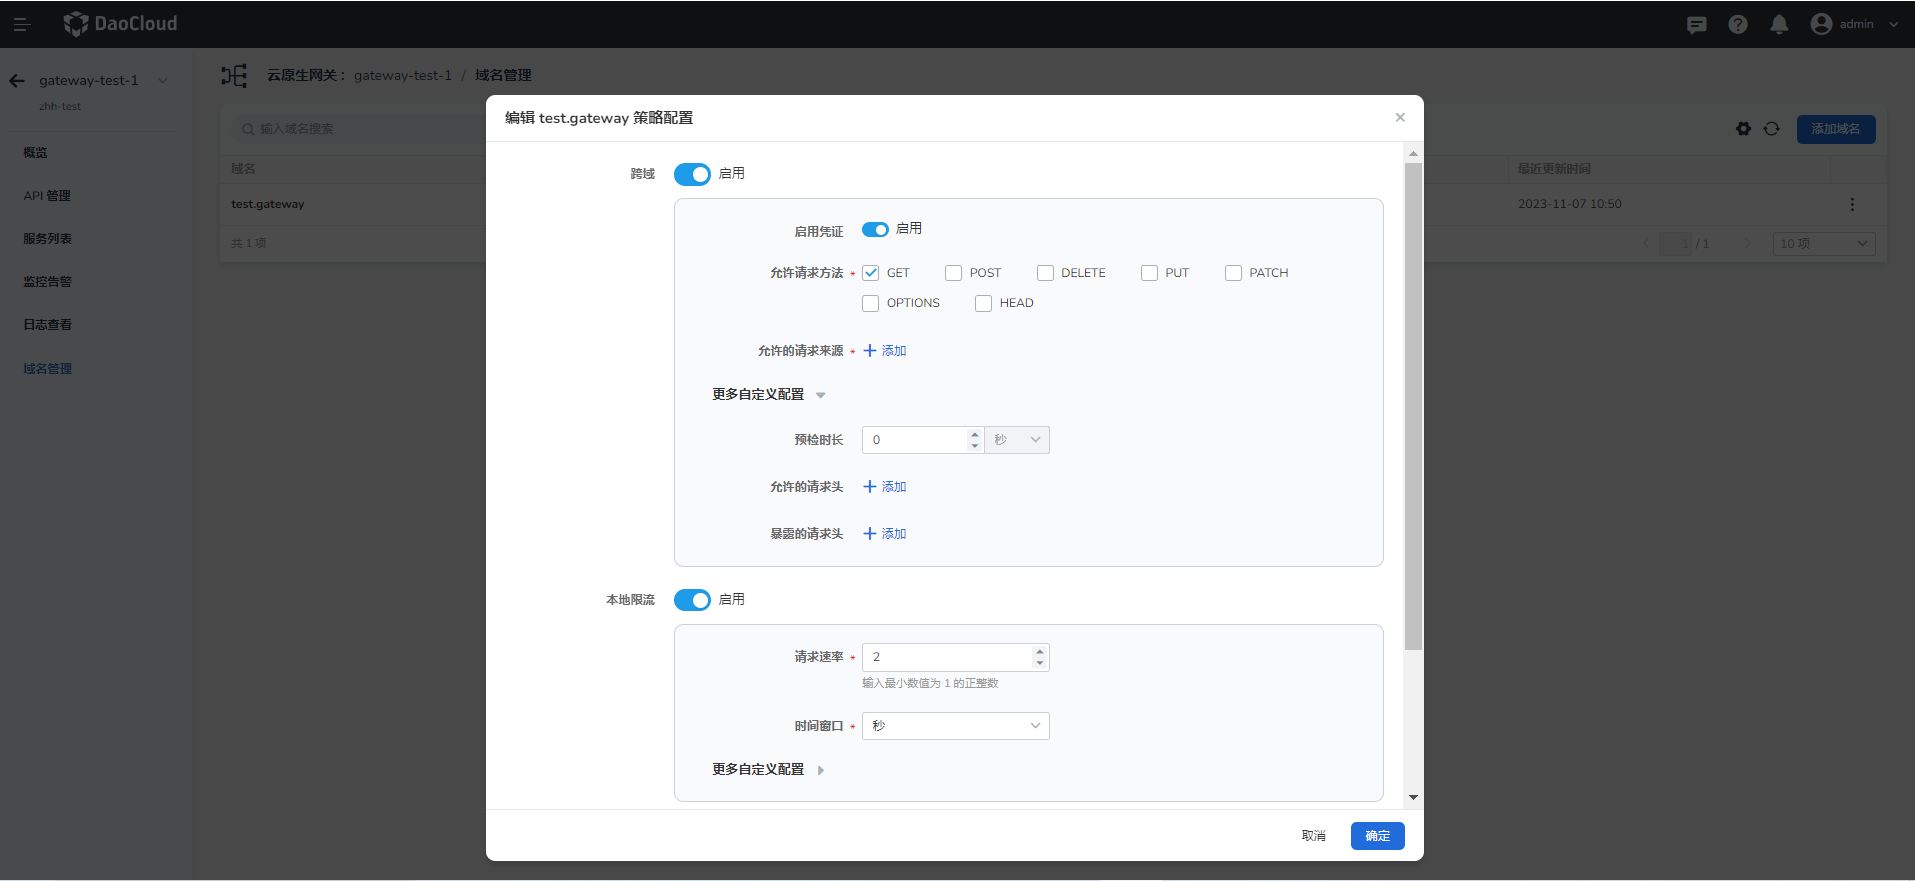 DaoCloud
admin
gateway-test-1
zhh-test
概览
API 管理
服务列表
监控告警
日志查看
域名管理
云原生网关： gateway-test-1 / 域名管理
输入域名搜索
添加域名
域名
最近更新时间
test.gateway
2023-11-07 10:50
共 1 项
1 / 1
10 项
编辑 test.gateway 策略配置
跨域 启用
启用凭证 启用
允许请求方法 * GET POST DELETE PUT PATCH
OPTIONS HEAD
允许的请求来源 * 添加
更多自定义配置
预检时长 0 秒
允许的请求头 添加
暴露的请求头 添加
本地限流 启用
请求速率 * 2
输入最小数值为 1 的正整数
时间窗口 * 秒
更多自定义配置
取消 确定